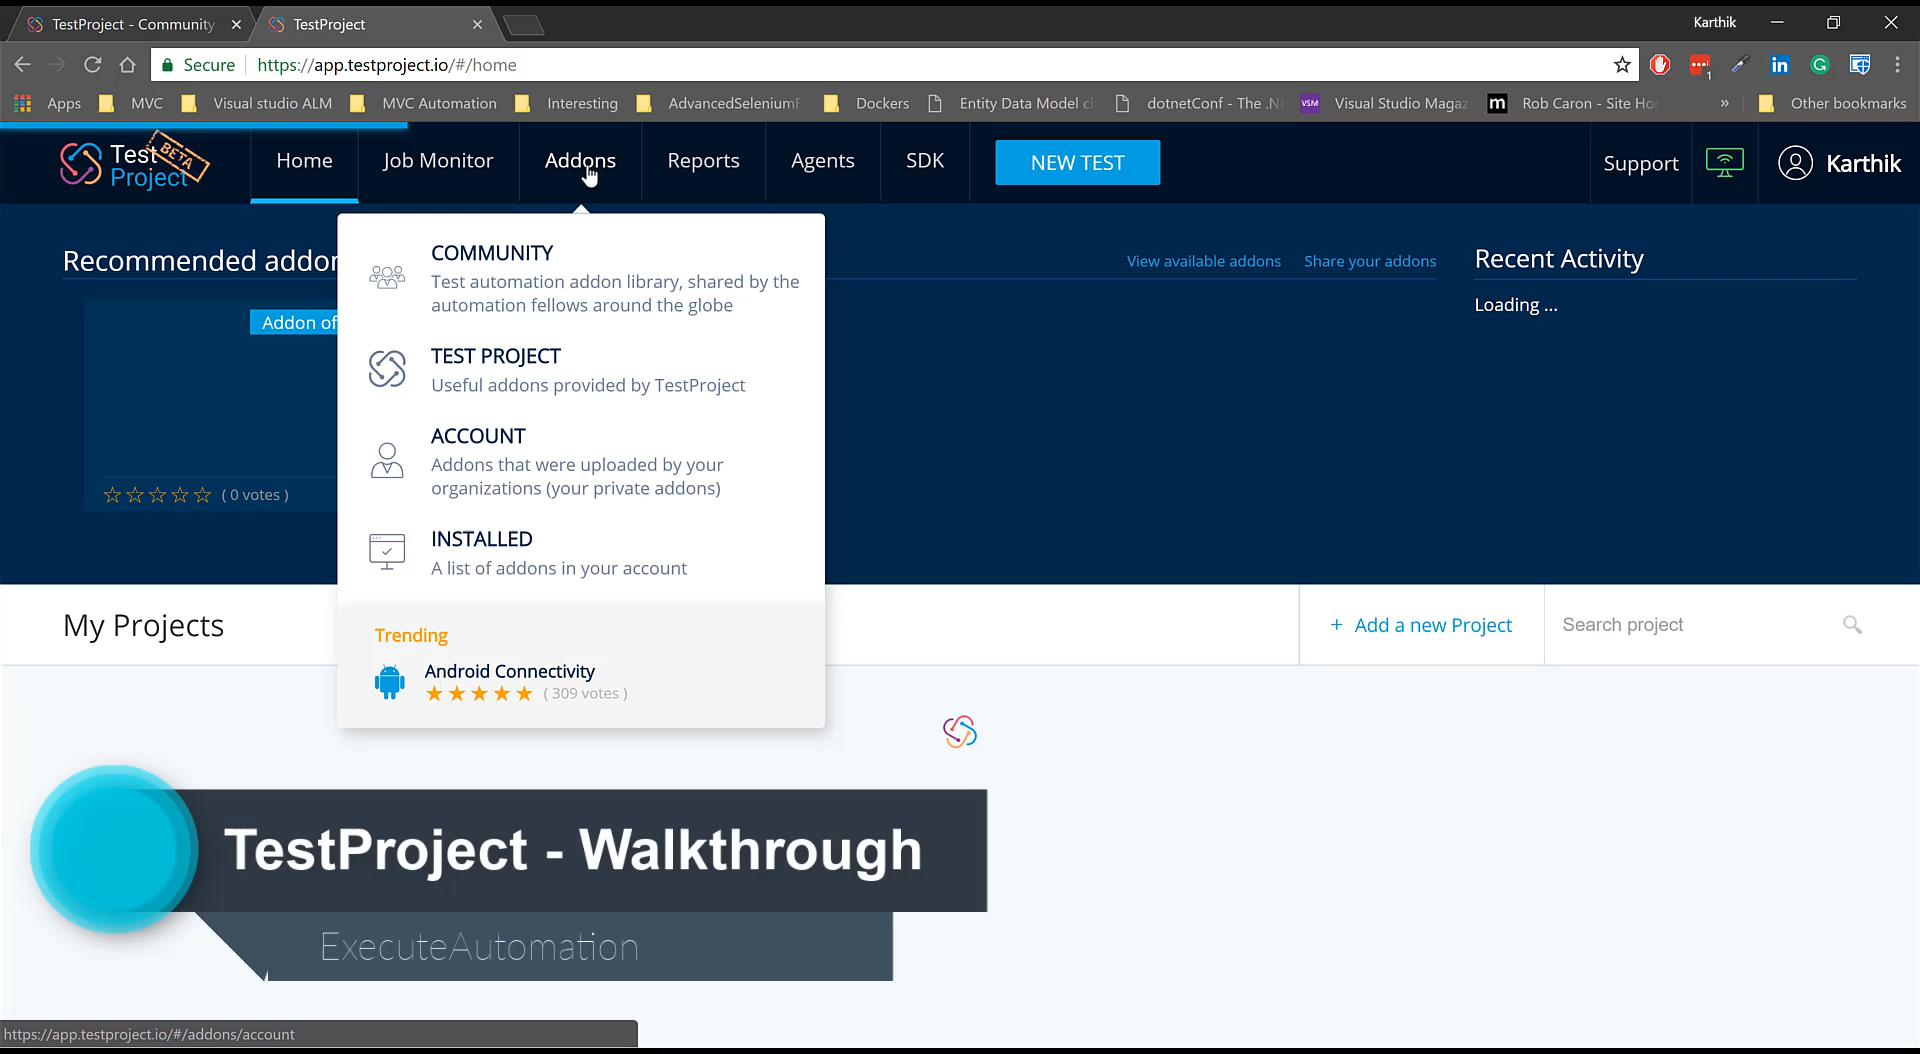 TestProject - Community
TestProject
Karthik
Secure
https://app.testproject.io/#/home
1
Apps
MVC
Visual studio ALM
MVC Automation
Interesting
AdvancedSeleniumF
Dockers
Entity Data Model cl
dotnetConf - The .N
VSM
Visual Studio Magaz
m
Rob Caron - Site Ho
»
Other bookmarks
Test
Project
BETA
Home
Job Monitor
Addons
Reports
Agents
SDK
NEW TEST
Support
Karthik
Recommended addon
View available addons
Share your addons
Recent Activity
Loading ...
Addon of
( 0 votes )
COMMUNITY
Test automation addon library, shared by the
automation fellows around the globe
TEST PROJECT
Useful addons provided by TestProject
ACCOUNT
Addons that were uploaded by your
organizations (your private addons)
INSTALLED
A list of addons in your account
Trending
Android Connectivity
( 309 votes )
My Projects
+ Add a new Project
Search project
TestProject - Walkthrough
ExecuteAutomation
https://app.testproject.io/#/addons/account